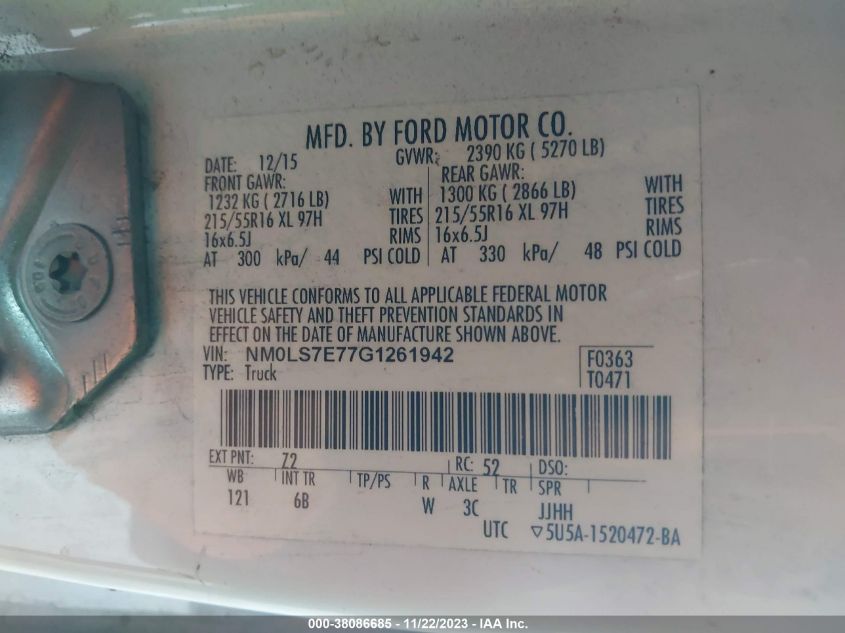 MFD. BY FORD MOTOR CO.
DATE: 12/15 GVWR: 2390 KG ( 5270 LB)
FRONT GAWR: REAR GAWR:
1232 KG ( 2716 LB) WITH 1300 KG ( 2866 LB) WITH
215/55R16 XL 97H TIRES 215/55R16 XL 97H TIRES
16x6.5J RIMS 16x6.5J RIMS
AT 300 kPa/ 44 PSI COLD AT 330 kPa/ 48 PSI COLD
THIS VEHICLE CONFORMS TO ALL APPLICABLE FEDERAL MOTOR
VEHICLE SAFETY AND THEFT PREVENTION STANDARDS IN
EFFECT ON THE DATE OF MANUFACTURE SHOWN ABOVE.
VIN: NM0LS7E77G1261942 F0363
TYPE: Truck T0471
EXT PNT: 72 RC: 52 DSO:
WB INT TR TP/PS R AXLE TR SPR
121 6B W 3C JJHH
UTC ▽5U5A-1520472-BA
000-38086685 - 11/22/2023 - IAA Inc.